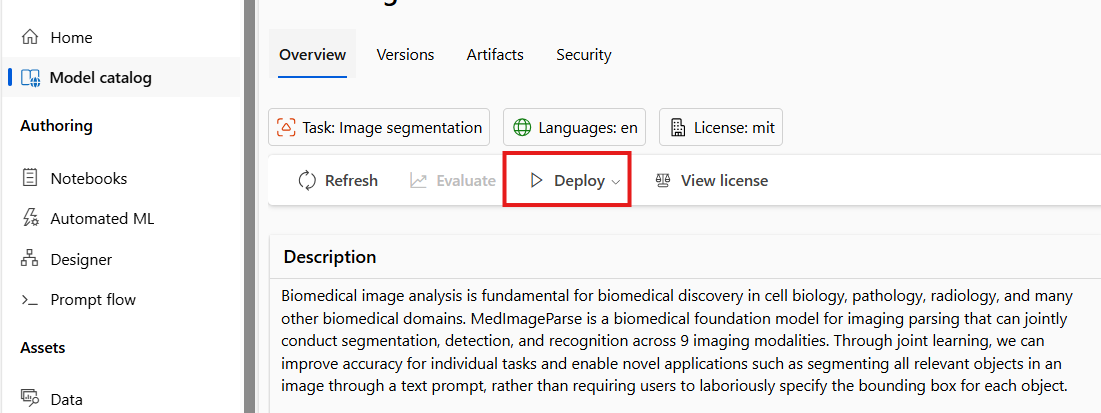 Home
Model catalog
Authoring
Notebooks
Automated ML
Designer
Prompt flow
Assets
Data
Overview Versions Artifacts Security
Task: Image segmentation Languages: en License: mit
Refresh Evaluate Deploy View license
Description
Biomedical image analysis is fundamental for biomedical discovery in cell biology, pathology, radiology, and many
other biomedical domains. MedImageParse is a biomedical foundation model for imaging parsing that can jointly
conduct segmentation, detection, and recognition across 9 imaging modalities. Through joint learning, we can
improve accuracy for individual tasks and enable novel applications such as segmenting all relevant objects in an
image through a text prompt, rather than requiring users to laboriously specify the bounding box for each object.